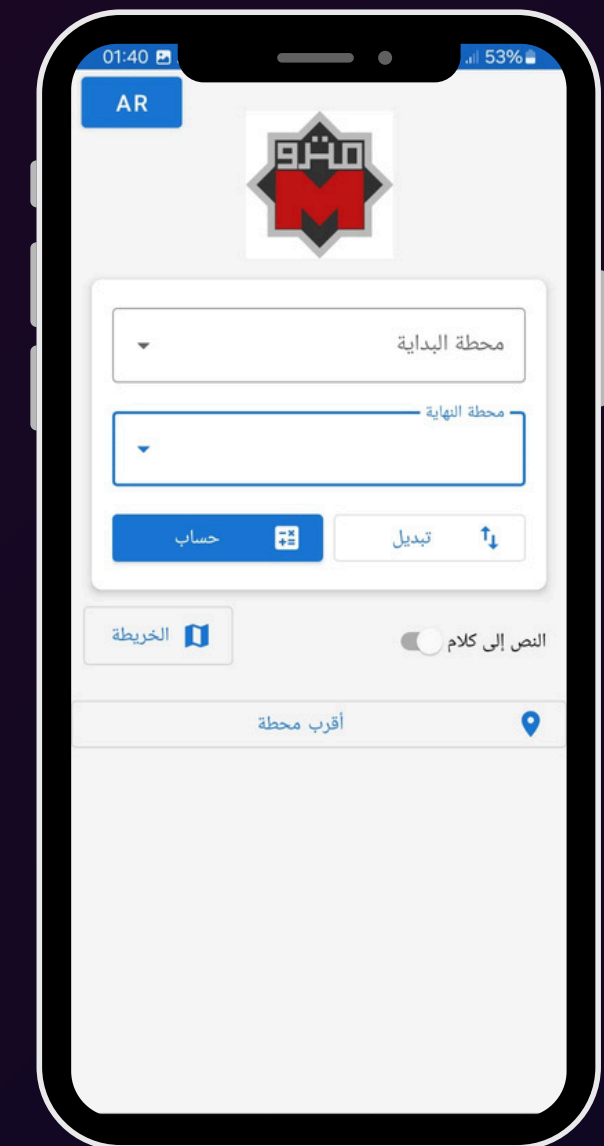 01:40 53%
AR
مترو
M
محطة البداية
محطة النهاية
تبديل حساب
النص إلى كلام الخريطة
أقرب محطة